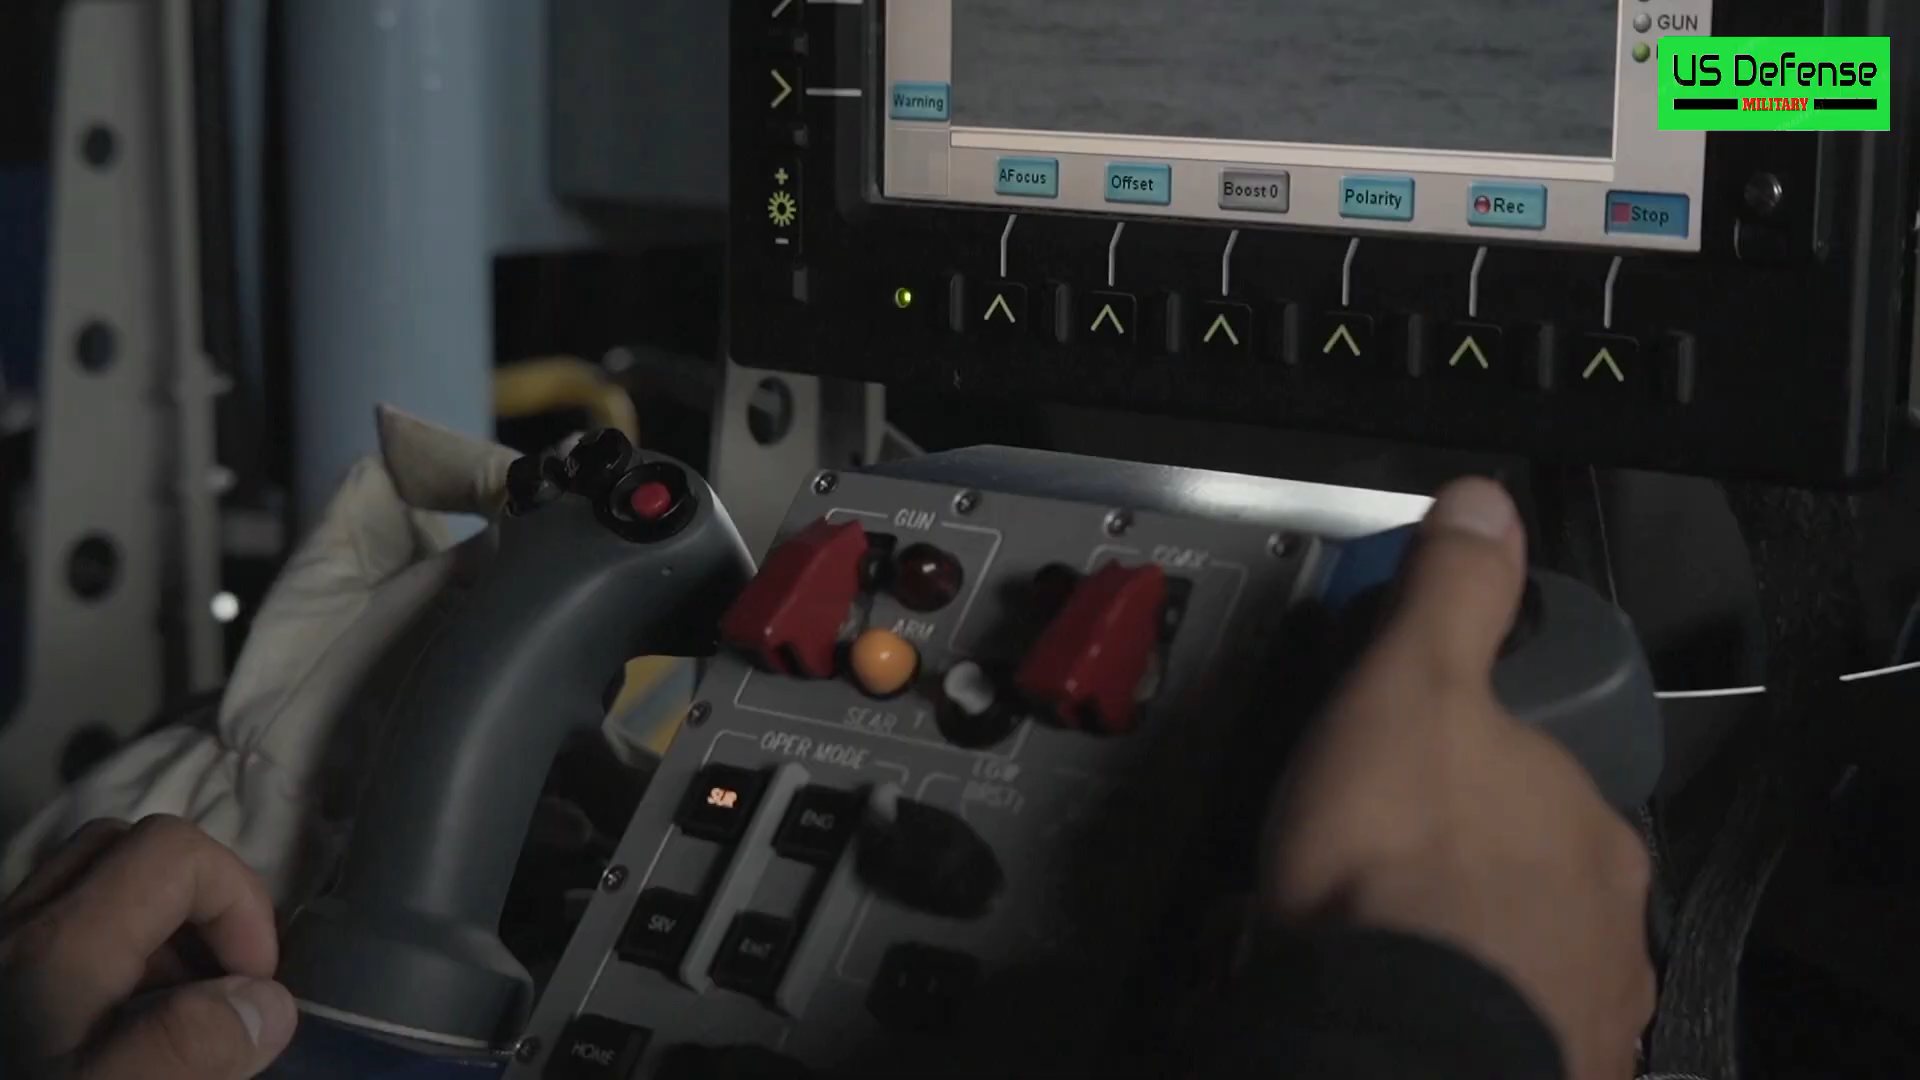 GUN
US Defense
MILITARY
Warning
AFocus
Offset
Boost 0
Polarity
Rec
Stop
GUN
COAX
ARM
SEAR
OPER MODE
SUR
ENG
SRV
HOME